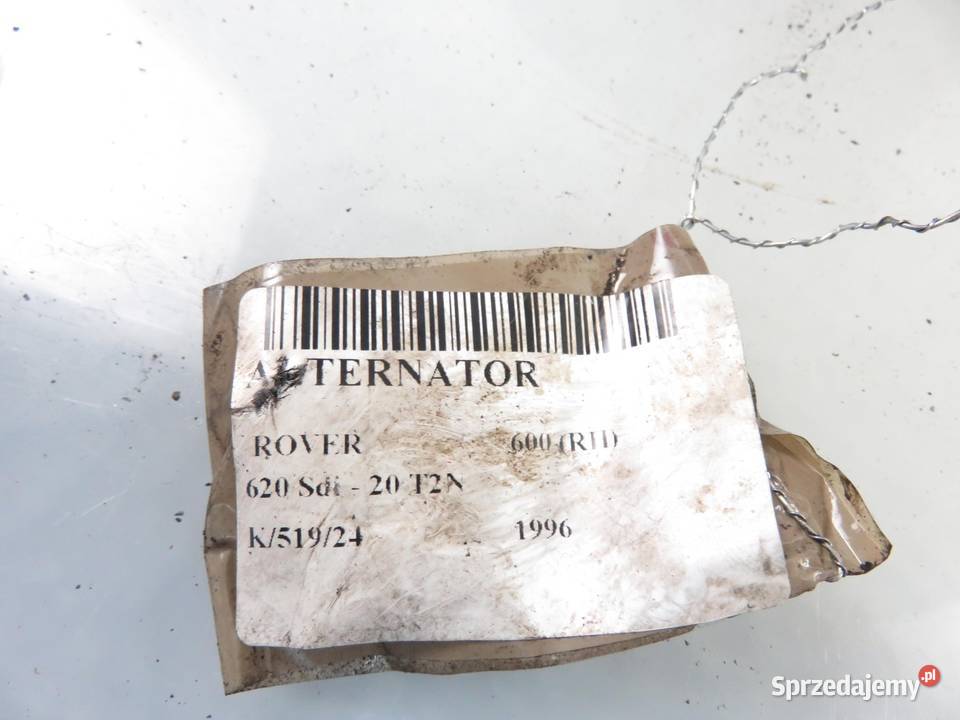 ALTERNATOR
ROVER 600 (RH)
620 Sdi - 20 T2N
K/519/24 1996
Sprzedajemy.pl